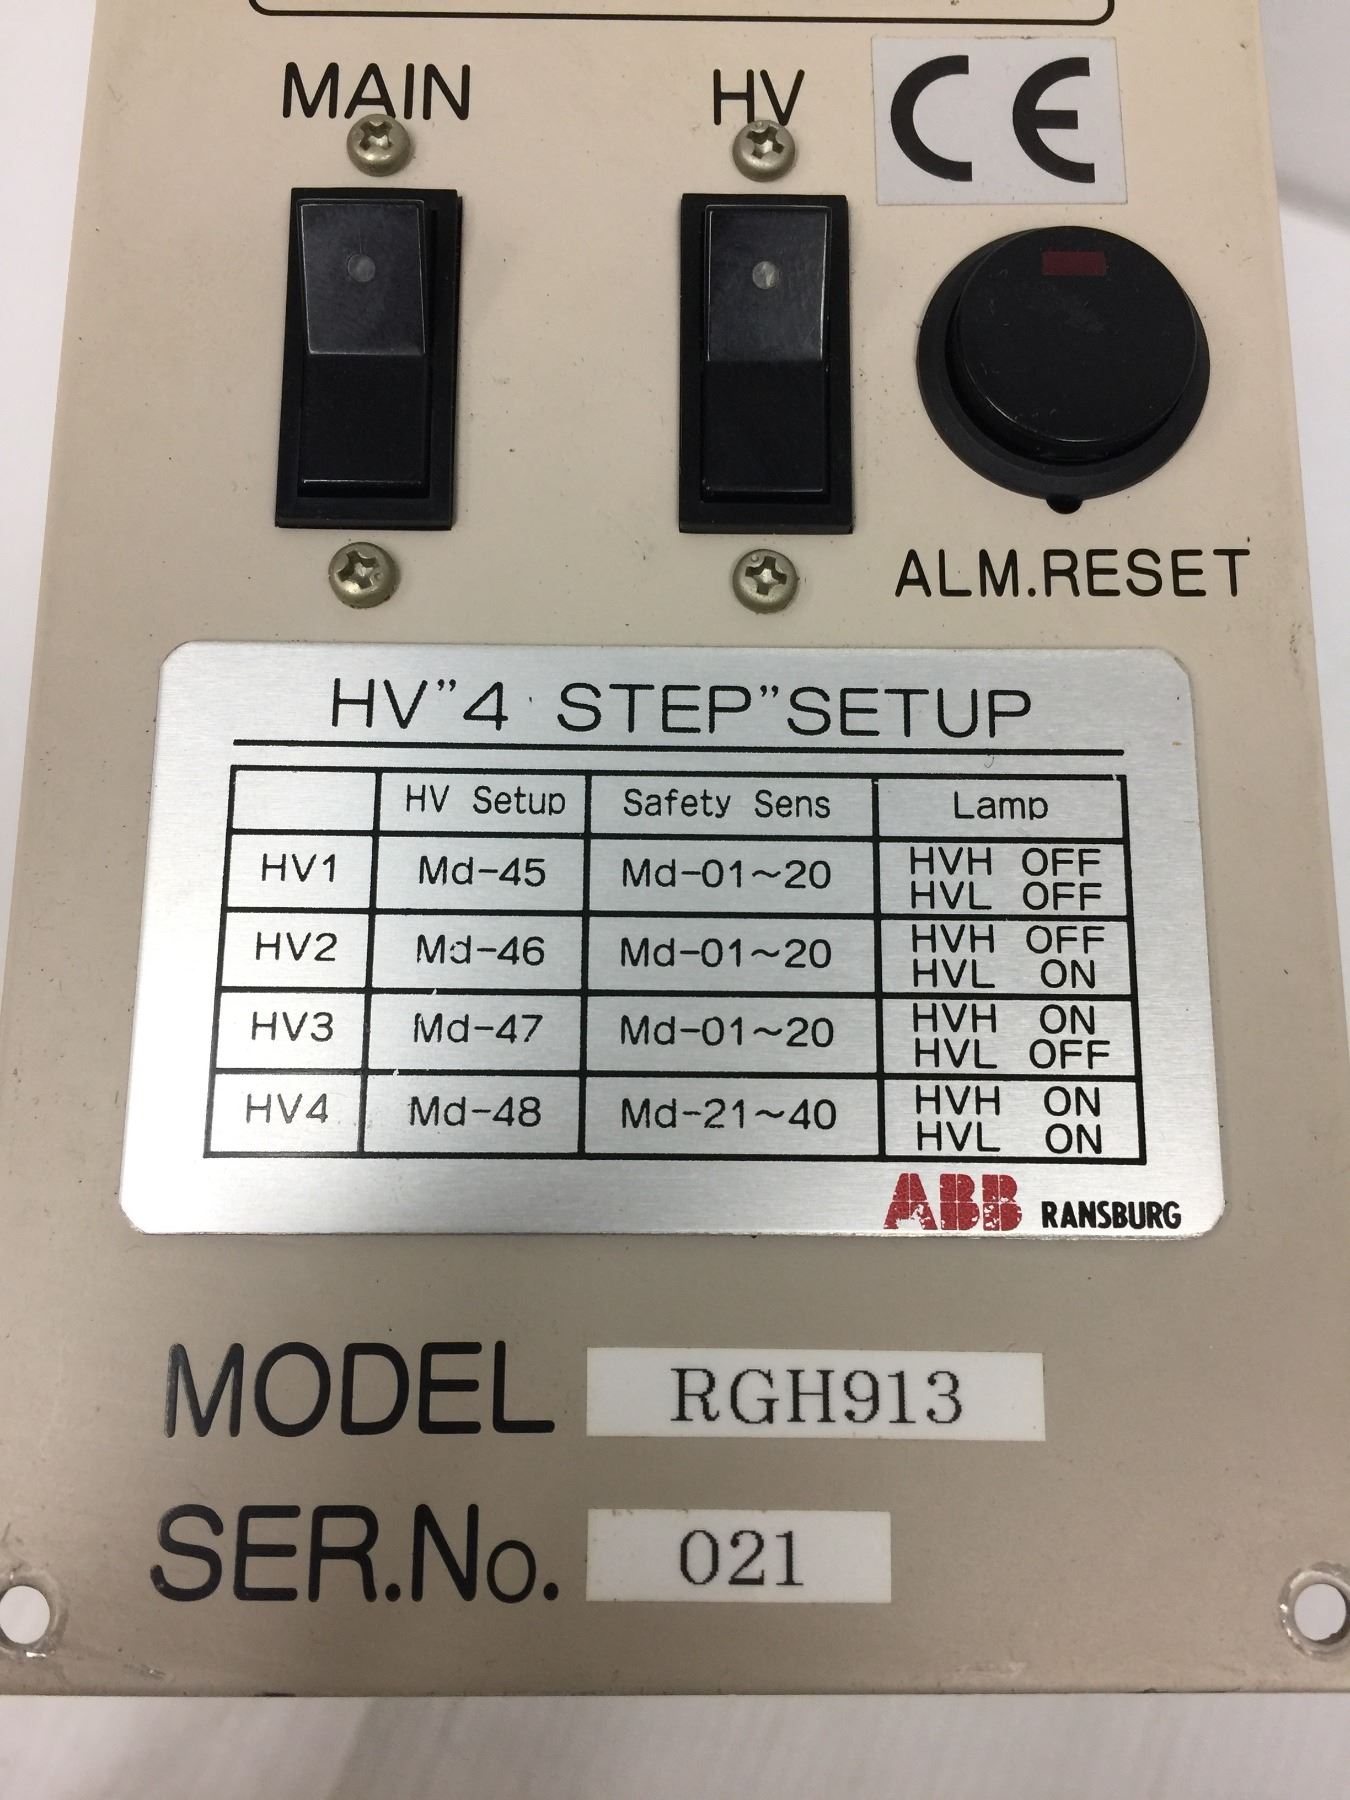 MAIN HV CE
ALM.RESET
HV"4 STEP"SETUP
HV Setup Safety Sens Lamp
HV1 Md-45 Md-01~20 HVH OFF
HVL OFF
HV2 Md-46 Md-01~20 HVH OFF
HVL ON
HV3 Md-47 Md-01~20 HVH ON
HVL OFF
HV4 Md-48 Md-21~40 HVH ON
HVL ON
ABB RANSBURG
MODEL RGH913
SER.No. 021